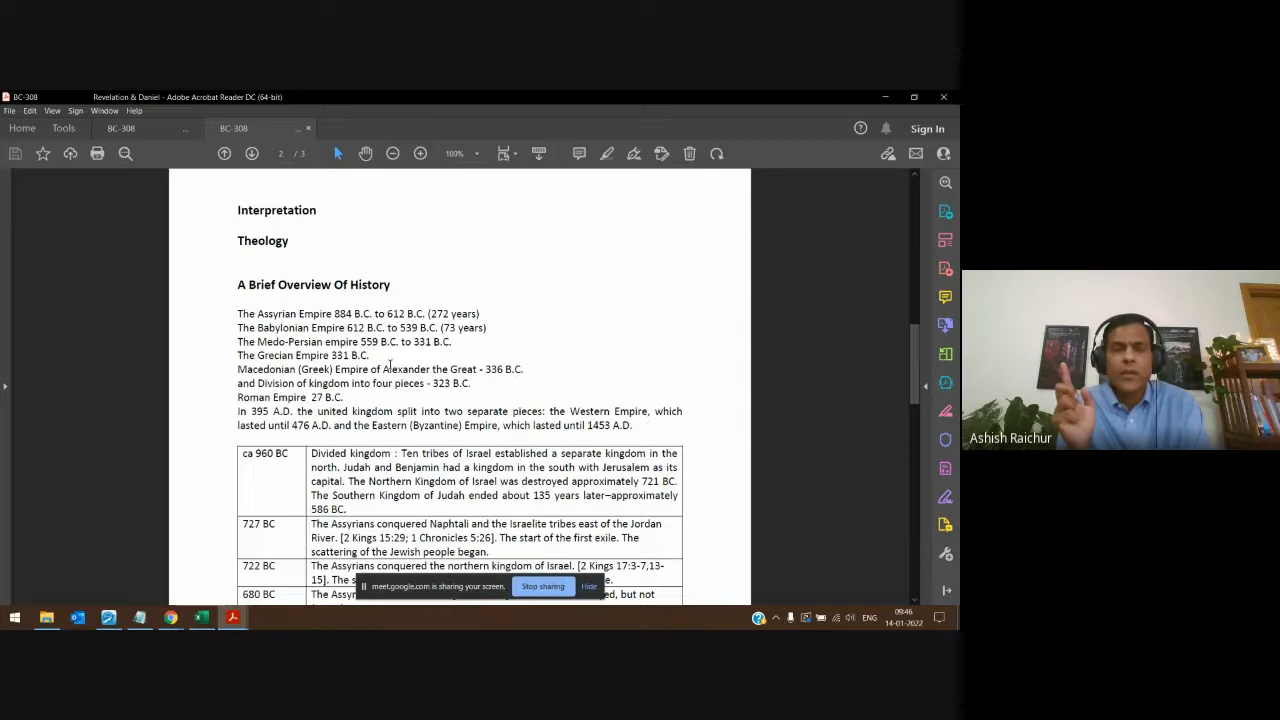 BC-308 Revelation & Daniel - Adobe Acrobat Reader DC (64-bit)
File Edit View Sign Window Help
Home Tools BC-308 ... BC-308 ... × Sign In
2 / 3 100%
Interpretation
Theology
A Brief Overview Of History
The Assyrian Empire 884 B.C. to 612 B.C. (272 years)
The Babylonian Empire 612 B.C. to 539 B.C. (73 years)
The Medo-Persian empire 559 B.C. to 331 B.C.
The Grecian Empire 331 B.C.
Macedonian (Greek) Empire of Alexander the Great - 336 B.C.
and Division of kingdom into four pieces - 323 B.C.
Roman Empire 27 B.C.
In 395 A.D. the united kingdom split into two separate pieces: the Western Empire, which
lasted until 476 A.D. and the Eastern (Byzantine) Empire, which lasted until 1453 A.D.
ca 960 BC Divided kingdom : Ten tribes of Israel established a separate kingdom in the
north. Judah and Benjamin had a kingdom in the south with Jerusalem as its
capital. The Northern Kingdom of Israel was destroyed approximately 721 BC.
The Southern Kingdom of Judah ended about 135 years later–approximately
586 BC.
727 BC The Assyrians conquered Naphtali and the Israelite tribes east of the Jordan
River. [2 Kings 15:29; 1 Chronicles 5:26]. The start of the first exile. The
scattering of the Jewish people began.
722 BC The Assyrians conquered the northern kingdom of Israel. [2 Kings 17:3-7,13-
15]. The
680 BC The but not
meet.google.com is sharing your screen. Stop sharing Hide
Ashish Raichur
ENG 09:46
14-01-2022